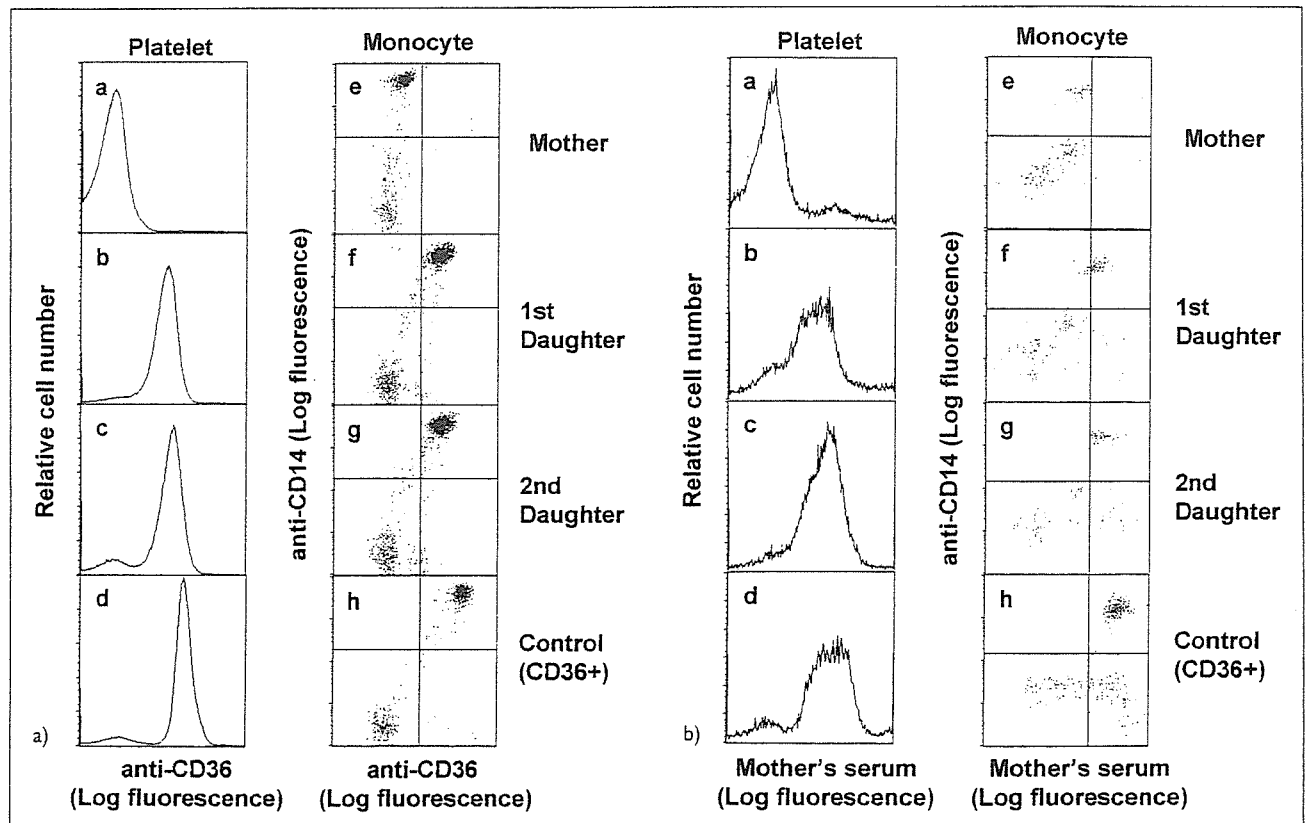 Platelet
Monocyte
a
e
Mother
b
f
1st
Daughter
c
g
2nd
Daughter
d
h
Control
(CD36+)
Relative cell number
anti-CD14 (Log fluorescence)
a)
anti-CD36
(Log fluorescence)
anti-CD36
(Log fluorescence)
Platelet
Monocyte
a
e
Mother
b
f
1st
Daughter
c
g
2nd
Daughter
d
h
Control
(CD36+)
Relative cell number
anti-CD14 (Log fluorescence)
b)
Mother's serum
(Log fluorescence)
Mother's serum
(Log fluorescence)